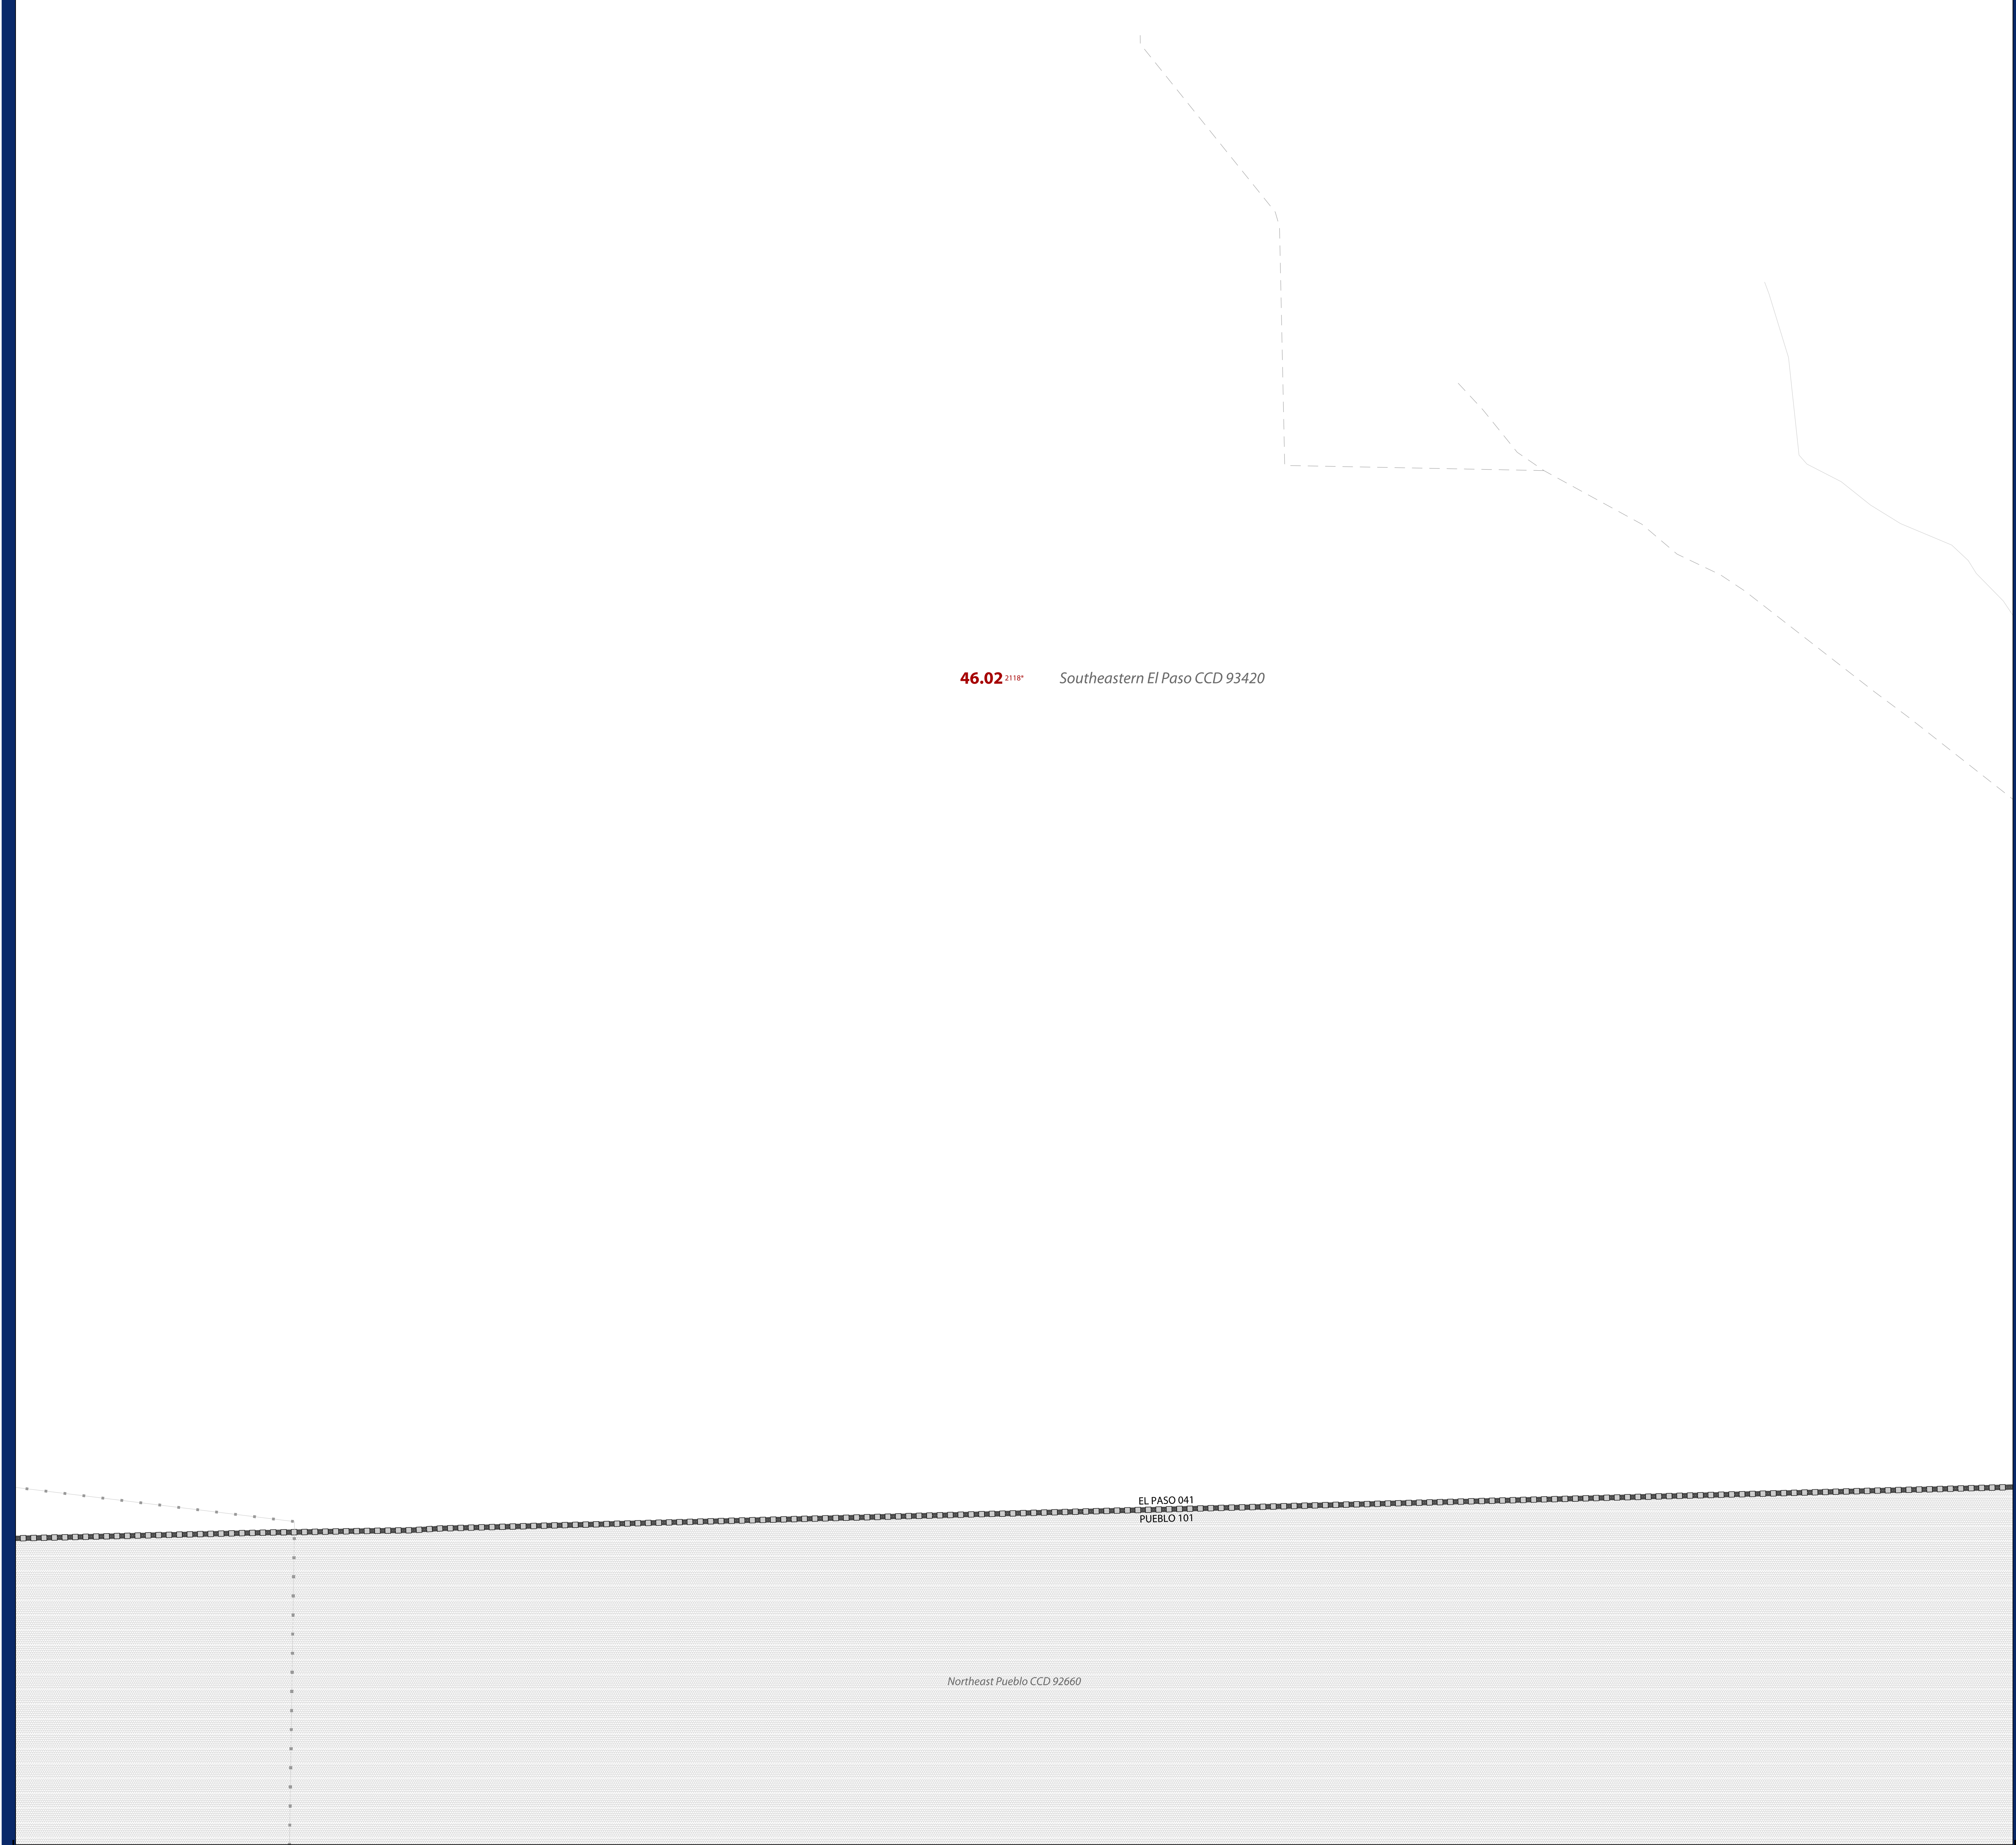 46.02 2118* Southeastern El Paso CCD 93420
EL PASO 041
PUEBLO 101
Northeast Pueblo CCD 92660